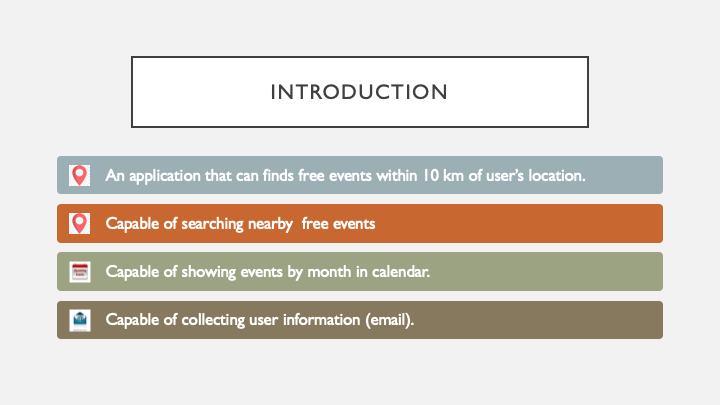 INTRODUCTION
An application that can finds free events within 10 km of user's location.
Capable of searching nearby  free events
Capable of showing events by month in calendar.
Capable of collecting user information (email).